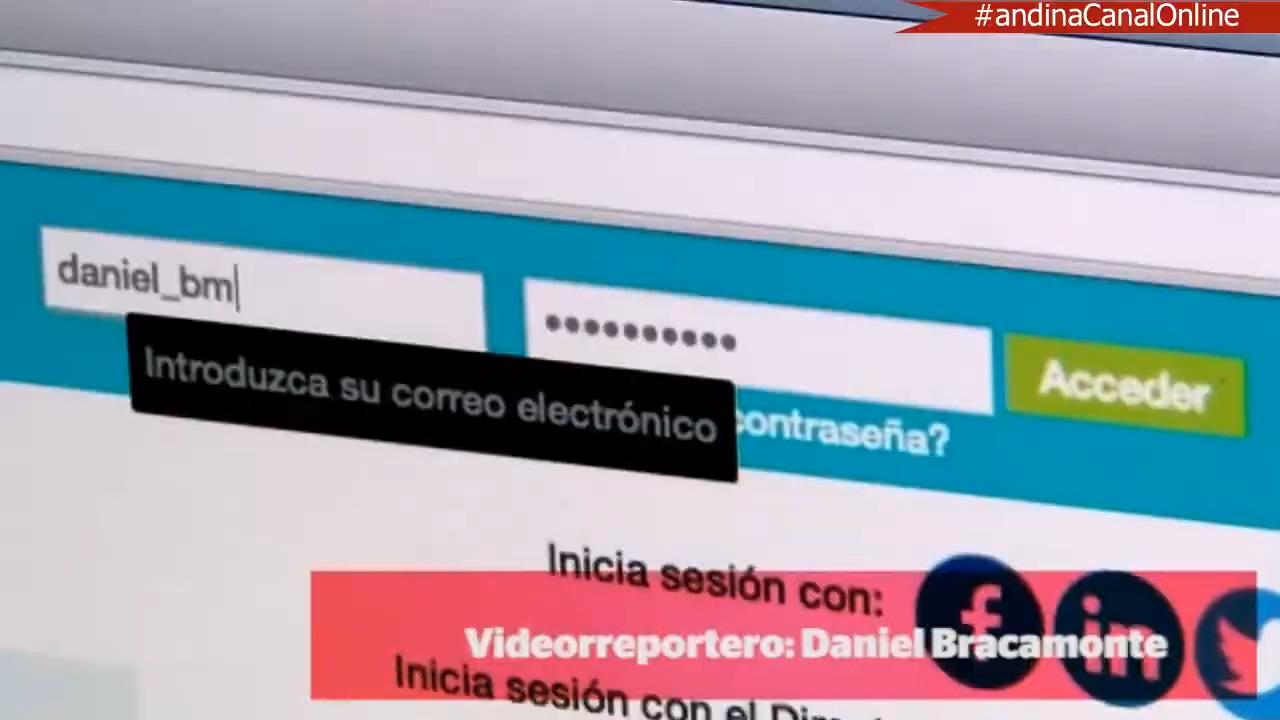 #andinaCanalOnline
daniel_bm
••••••••••
Acceder
Introduzca su correo electrónico
contraseña?
Inicia sesión con:
Videorreportero: Daniel Bracamonte
Inicia sesión con el